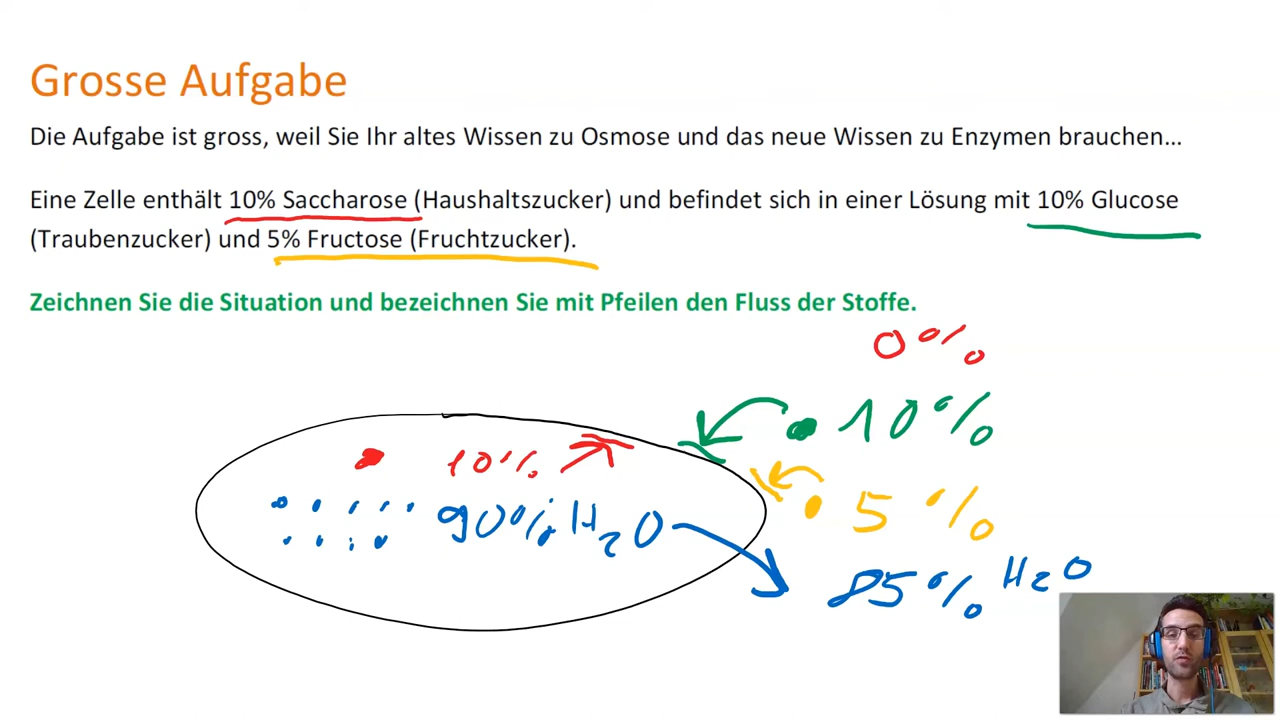 Grosse Aufgabe
Die Aufgabe ist gross, weil Sie Ihr altes Wissen zu Osmose und das neue Wissen zu Enzymen brauchen...
Eine Zelle enthält 10% Saccharose (Haushaltszucker) und befindet sich in einer Lösung mit 10% Glucose
(Traubenzucker) und 5% Fructose (Fruchtzucker).
Zeichnen Sie die Situation und bezeichnen Sie mit Pfeilen den Fluss der Stoffe.
0%
10%
10%
90% H2O
5%
85% H2O